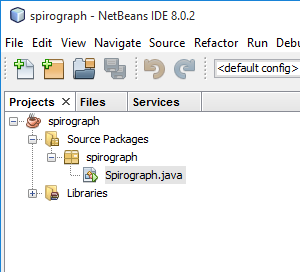 spirograph - NetBeans IDE 8.0.2
File Edit View Navigate Source Refactor Run Debu
<default config>
Projects Files Services
spirograph
Source Packages
spirograph
Spirograph.java
Libraries